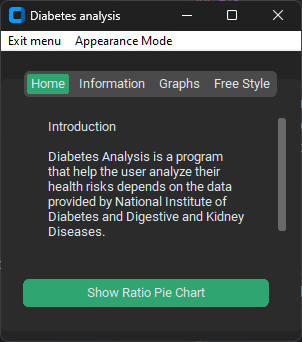 Diabetes analysis
Exit menu Appearance Mode
Home Information Graphs Free Style
Introduction
Diabetes Analysis is a program
that help the user analyze their
health risks depends on the data
provided by National Institute of
Diabetes and Digestive and Kidney
Diseases.
Show Ratio Pie Chart